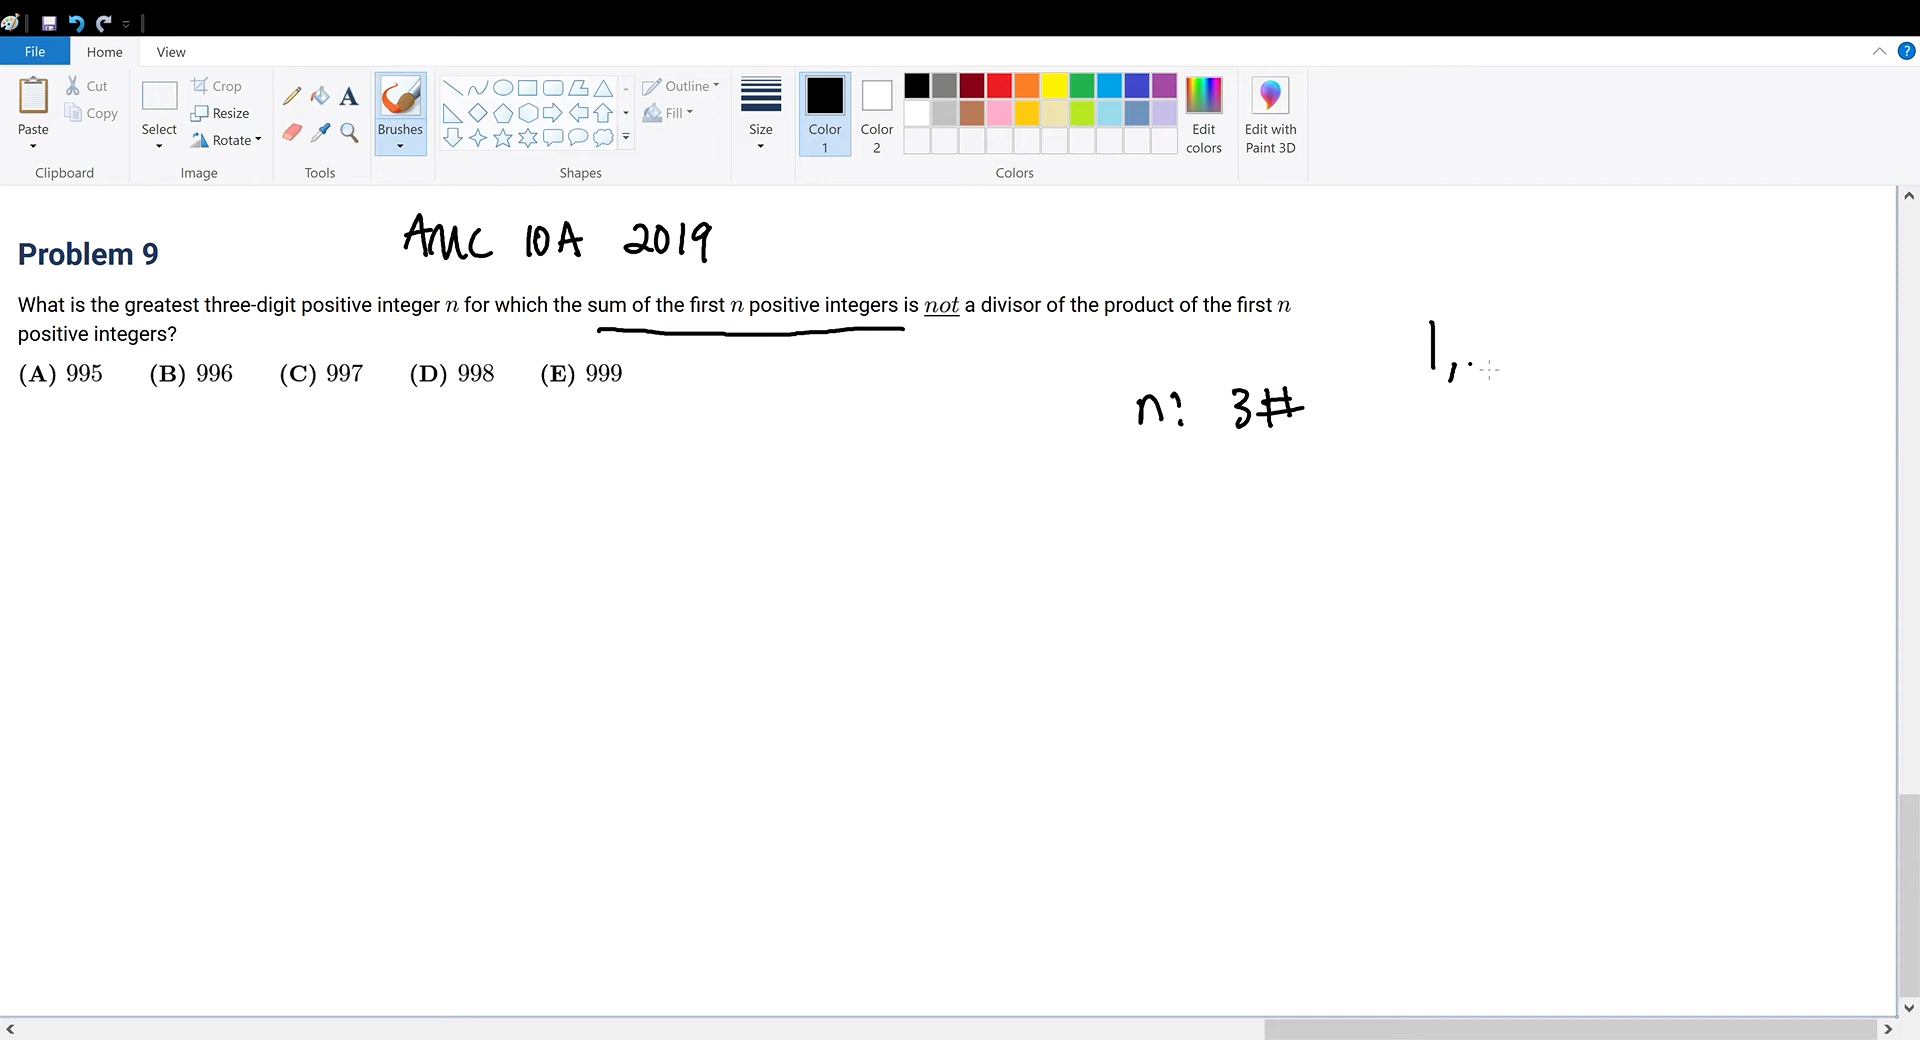 File Home View
Paste
Cut
Copy
Clipboard
Select
Crop
Resize
Rotate
Image
A
Tools
Brushes
Outline
Fill
Shapes
Size
Color 1
Color 2
Edit colors
Colors
Edit with Paint 3D
?
AMC 10A 2019
Problem 9
What is the greatest three-digit positive integer n for which the sum of the first n positive integers is not a divisor of the product of the first n
positive integers?
(A) 995 (B) 996 (C) 997 (D) 998 (E) 999
1, .
n: 3#